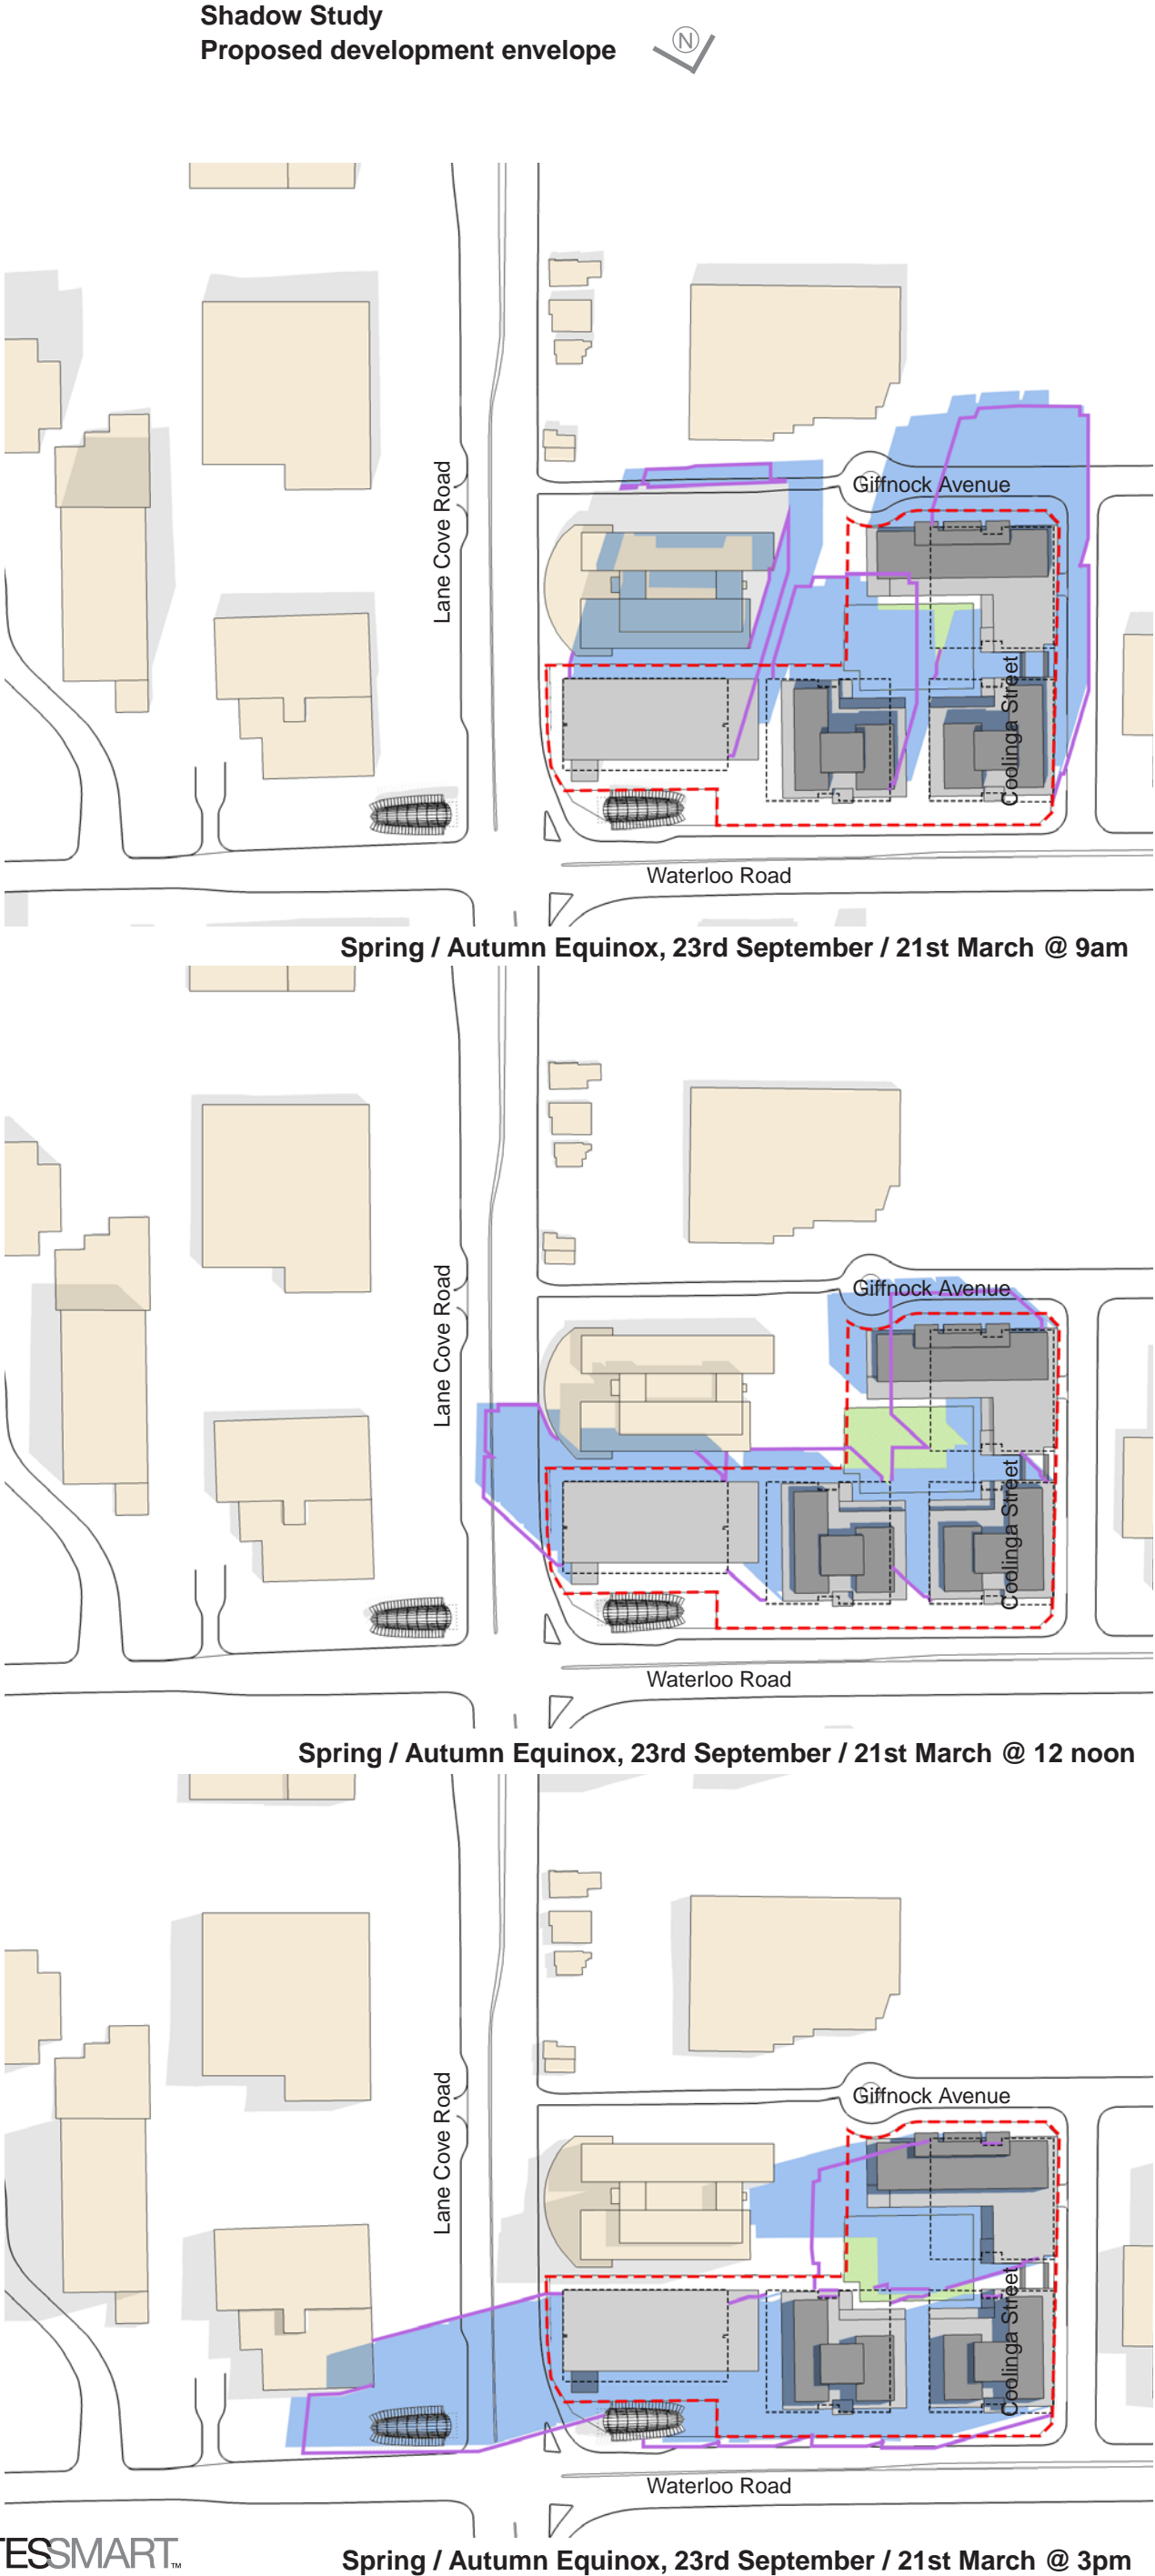 Shadow Study
Proposed development envelope
N
Lane Cove Road
Giffnock Avenue
Coolinga Street
Waterloo Road
Spring / Autumn Equinox, 23rd September / 21st March @ 9am
Lane Cove Road
Giffnock Avenue
Coolinga Street
Waterloo Road
Spring / Autumn Equinox, 23rd September / 21st March @ 12 noon
Lane Cove Road
Giffnock Avenue
Coolinga Street
Waterloo Road
TESSMART™
Spring / Autumn Equinox, 23rd September / 21st March @ 3pm